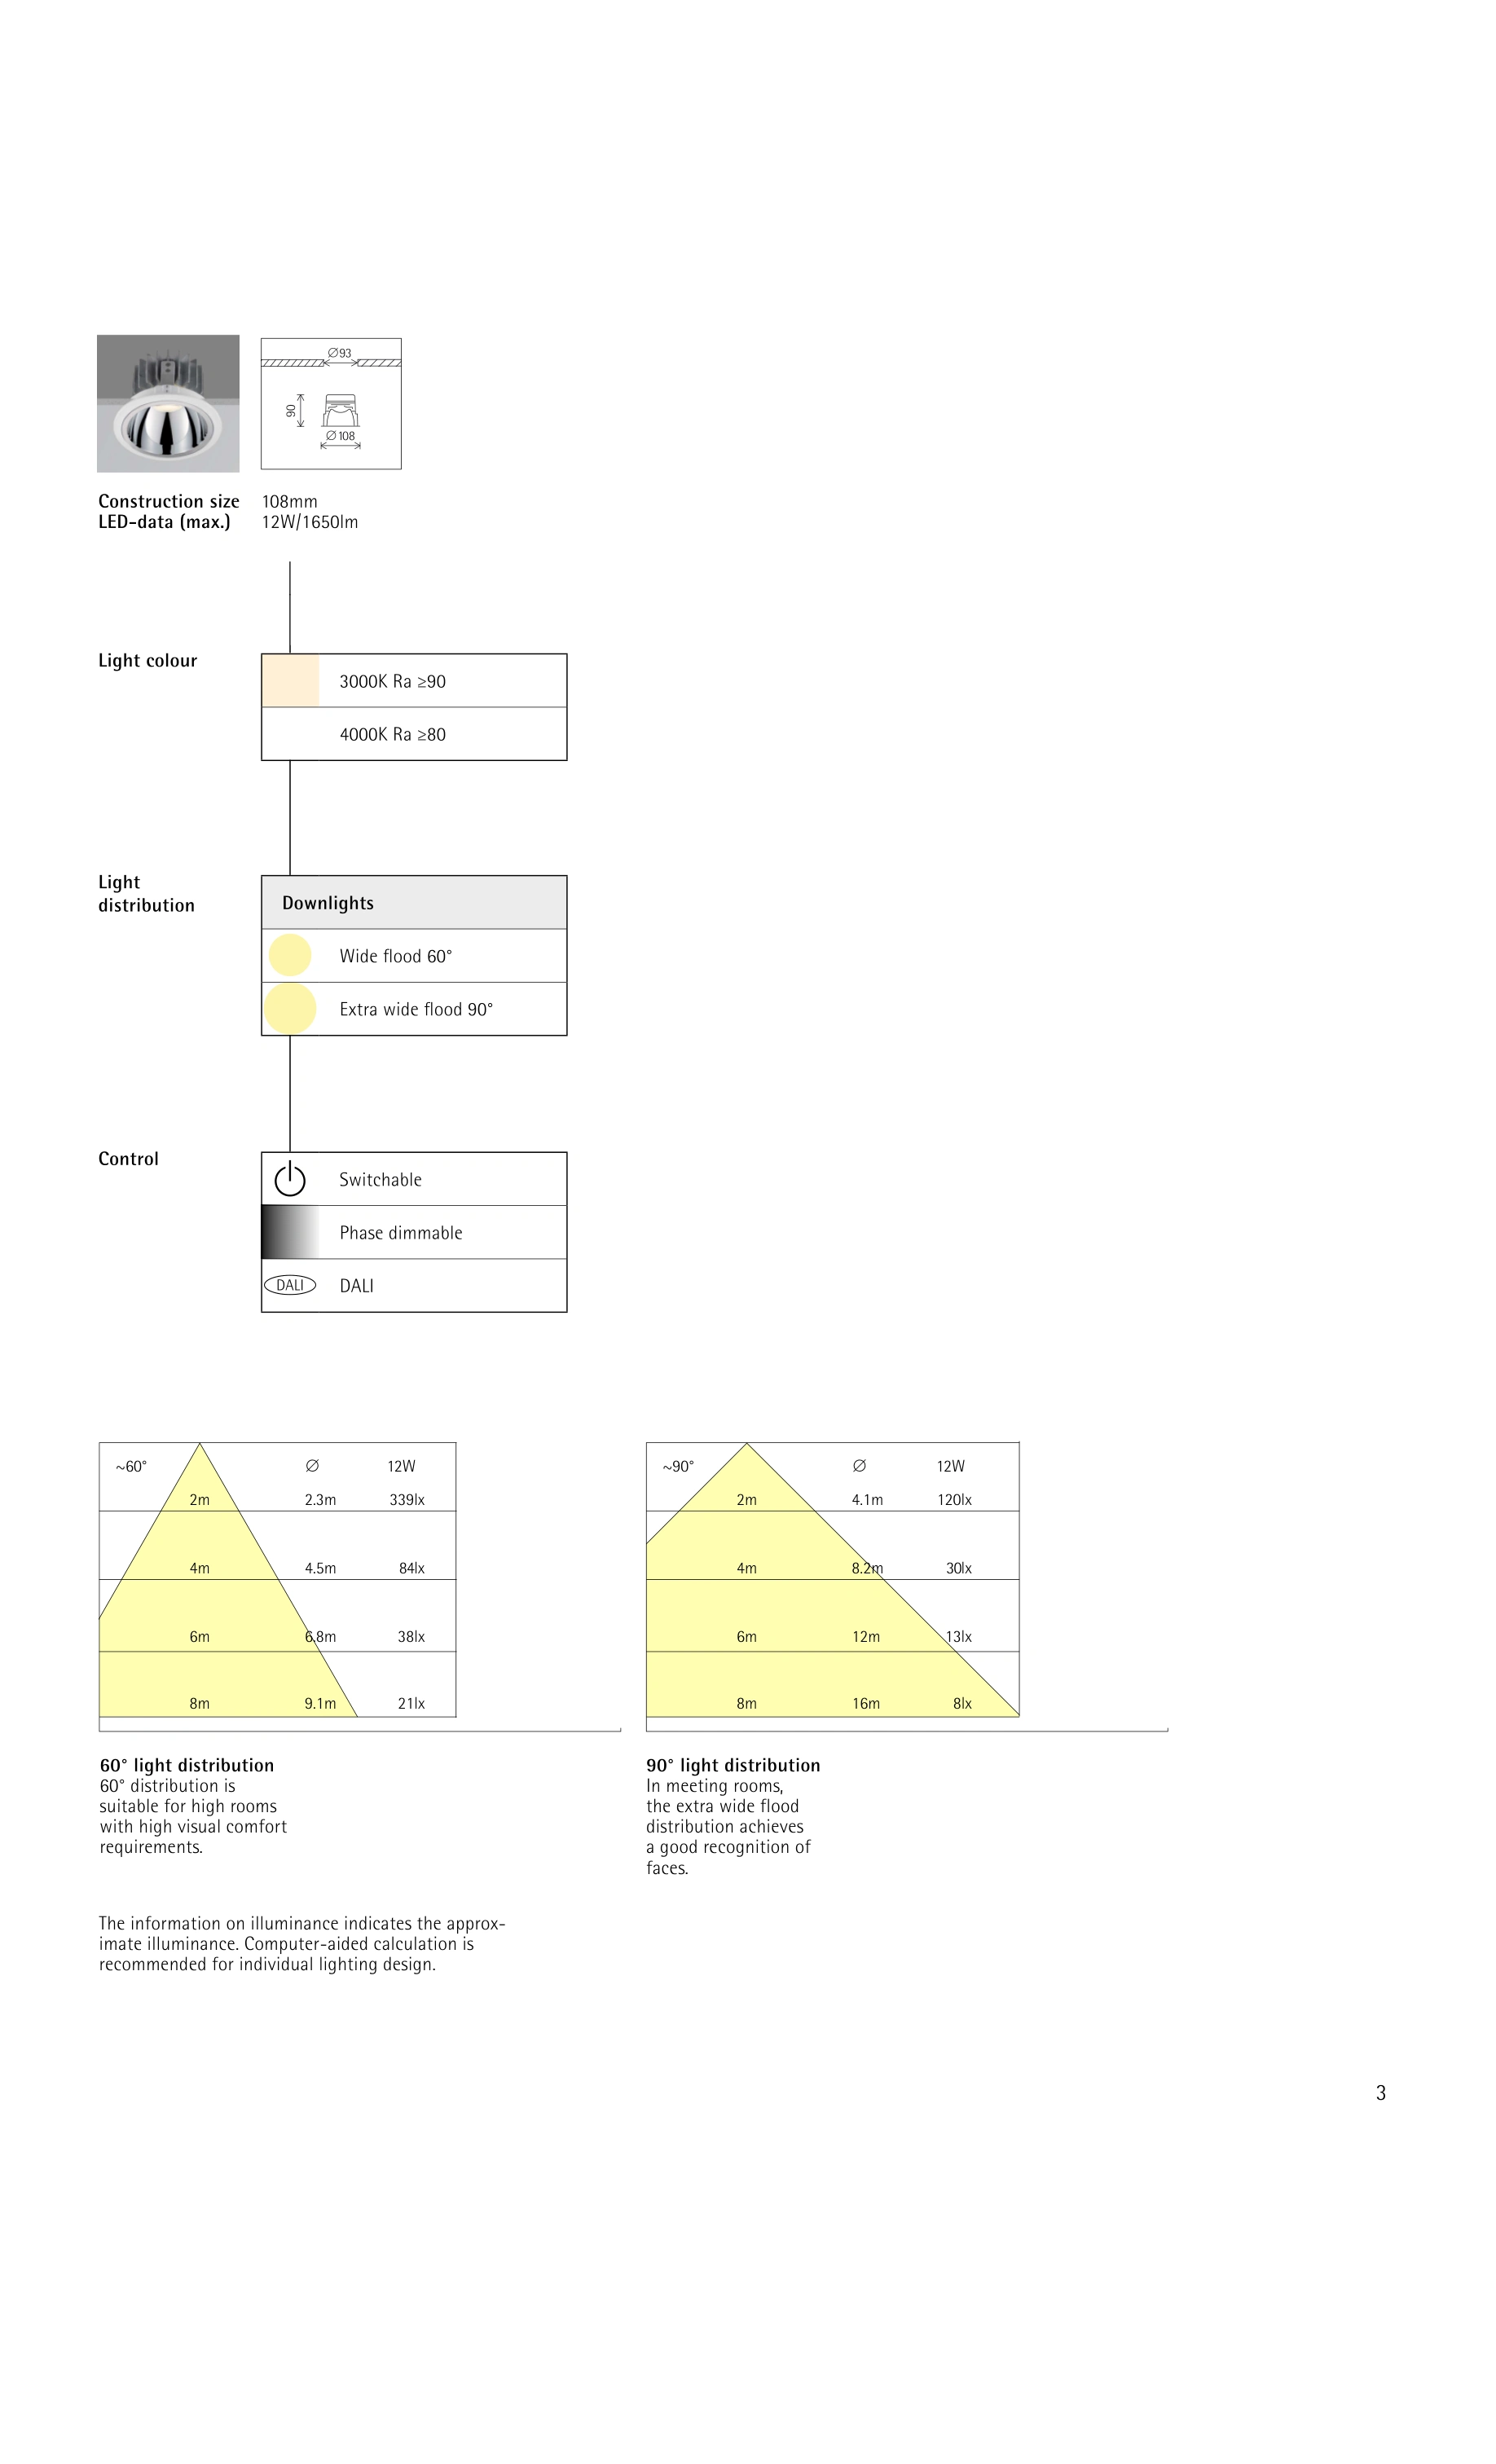 ∅93
90
∅108
Construction size 108mm
LED-data (max.) 12W/1650lm
Light colour
3000K Ra ≥90
4000K Ra ≥80
Light
distribution
Downlights
Wide flood 60°
Extra wide flood 90°
Control
Switchable
Phase dimmable
DALI DALI
~60° ∅ 12W
2m 2.3m 339lx
4m 4.5m 84lx
6m 6.8m 38lx
8m 9.1m 21lx
~90° ∅ 12W
2m 4.1m 120lx
4m 8.2m 30lx
6m 12m 13lx
8m 16m 8lx
60° light distribution
60° distribution is
suitable for high rooms
with high visual comfort
requirements.
90° light distribution
In meeting rooms,
the extra wide flood
distribution achieves
a good recognition of
faces.
The information on illuminance indicates the approx-
imate illuminance. Computer-aided calculation is
recommended for individual lighting design.
3